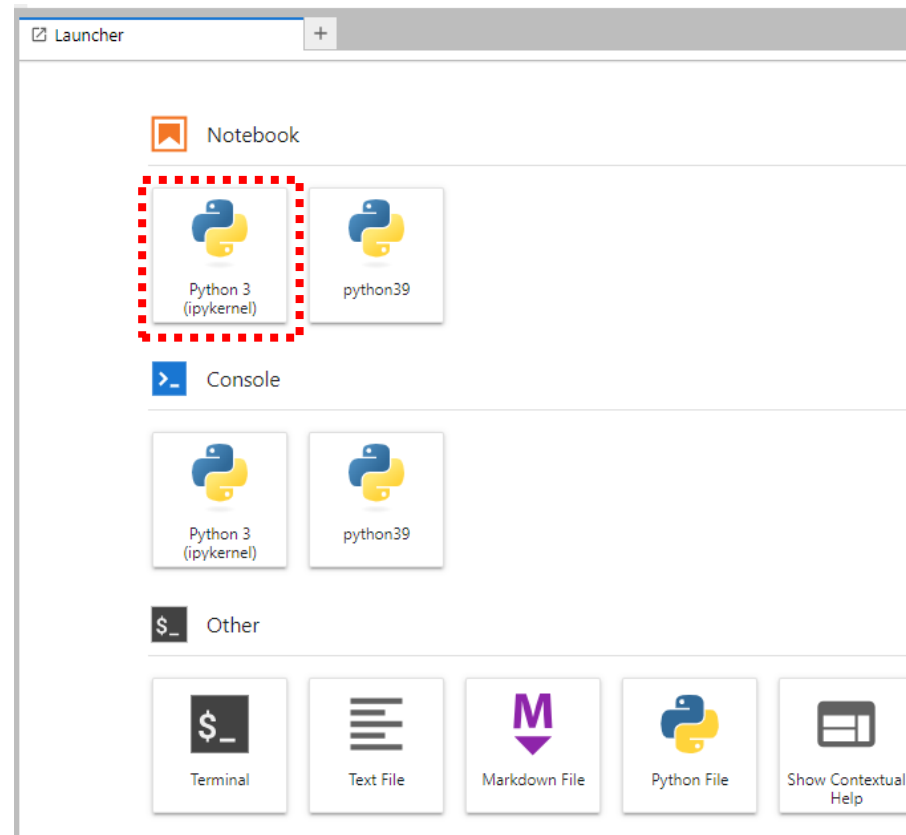 Launcher
+
Notebook
Python 3
(ipykernel)
python39
>_ Console
Python 3
(ipykernel)
python39
$_ Other
$_
Terminal
Text File
M
Markdown File
Python File
Show Contextual
Help